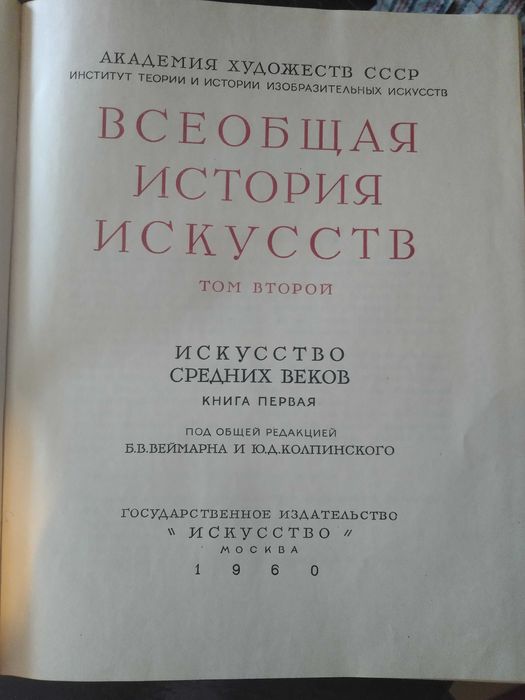 АКАДЕМИЯ ХУДОЖЕСТВ СССР
ИНСТИТУТ ТЕОРИИ И ИСТОРИИ ИЗОБРАЗИТЕЛЬНЫХ ИСКУССТВ
ВСЕОБЩАЯ
ИСТОРИЯ
ИСКУССТВ
ТОМ ВТОРОЙ
ИСКУССТВО
СРЕДНИХ ВЕКОВ
КНИГА ПЕРВАЯ
ПОД ОБЩЕЙ РЕДАКЦИЕЙ
Б.В.ВЕЙМАРНА И Ю.Д.КОЛПИНСКОГО
ГОСУДАРСТВЕННОЕ ИЗДАТЕЛЬСТВО
"ИСКУССТВО"
МОСКВА
1960